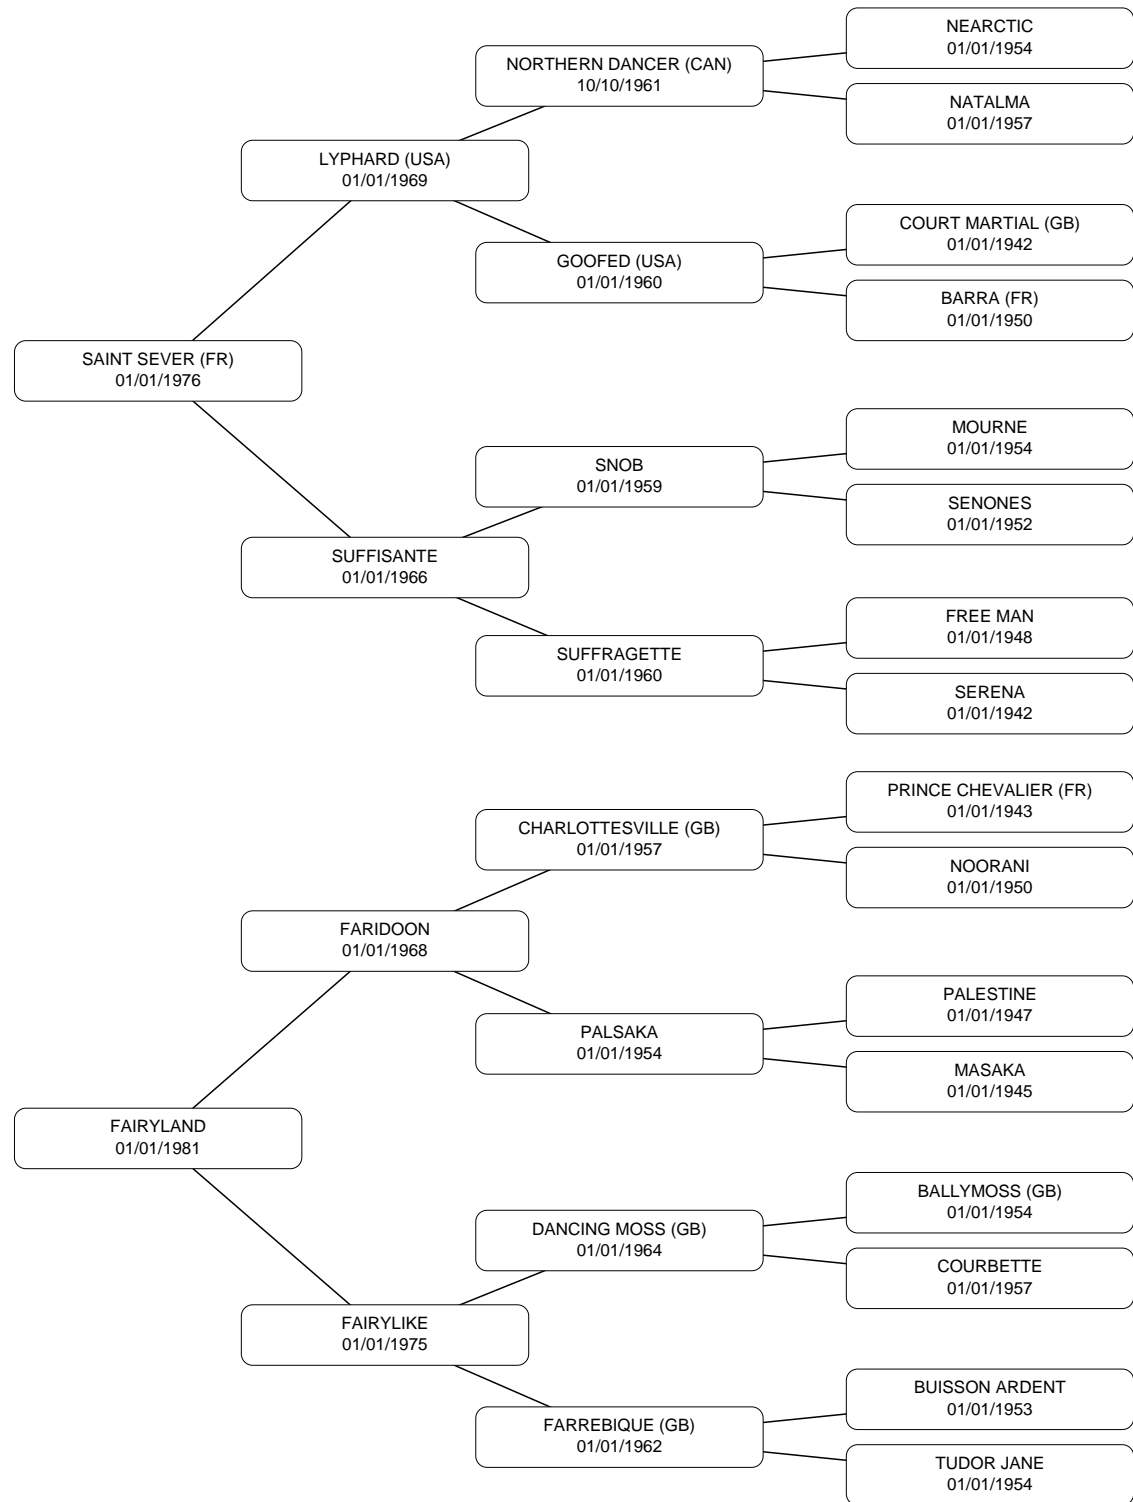 NEARCTIC
01/01/1954
NORTHERN DANCER (CAN)
10/10/1961
NATALMA
01/01/1957
LYPHARD (USA)
01/01/1969
COURT MARTIAL (GB)
01/01/1942
GOOFED (USA)
01/01/1960
BARRA (FR)
01/01/1950
SAINT SEVER (FR)
01/01/1976
MOURNE
01/01/1954
SNOB
01/01/1959
SENONES
01/01/1952
SUFFISANTE
01/01/1966
FREE MAN
01/01/1948
SUFFRAGETTE
01/01/1960
SERENA
01/01/1942
PRINCE CHEVALIER (FR)
01/01/1943
CHARLOTTESVILLE (GB)
01/01/1957
NOORANI
01/01/1950
FARIDOON
01/01/1968
PALESTINE
01/01/1947
PALSAKA
01/01/1954
MASAKA
01/01/1945
FAIRYLAND
01/01/1981
BALLYMOSS (GB)
01/01/1954
DANCING MOSS (GB)
01/01/1964
COURBETTE
01/01/1957
FAIRYLIKE
01/01/1975
BUISSON ARDENT
01/01/1953
FARREBIQUE (GB)
01/01/1962
TUDOR JANE
01/01/1954